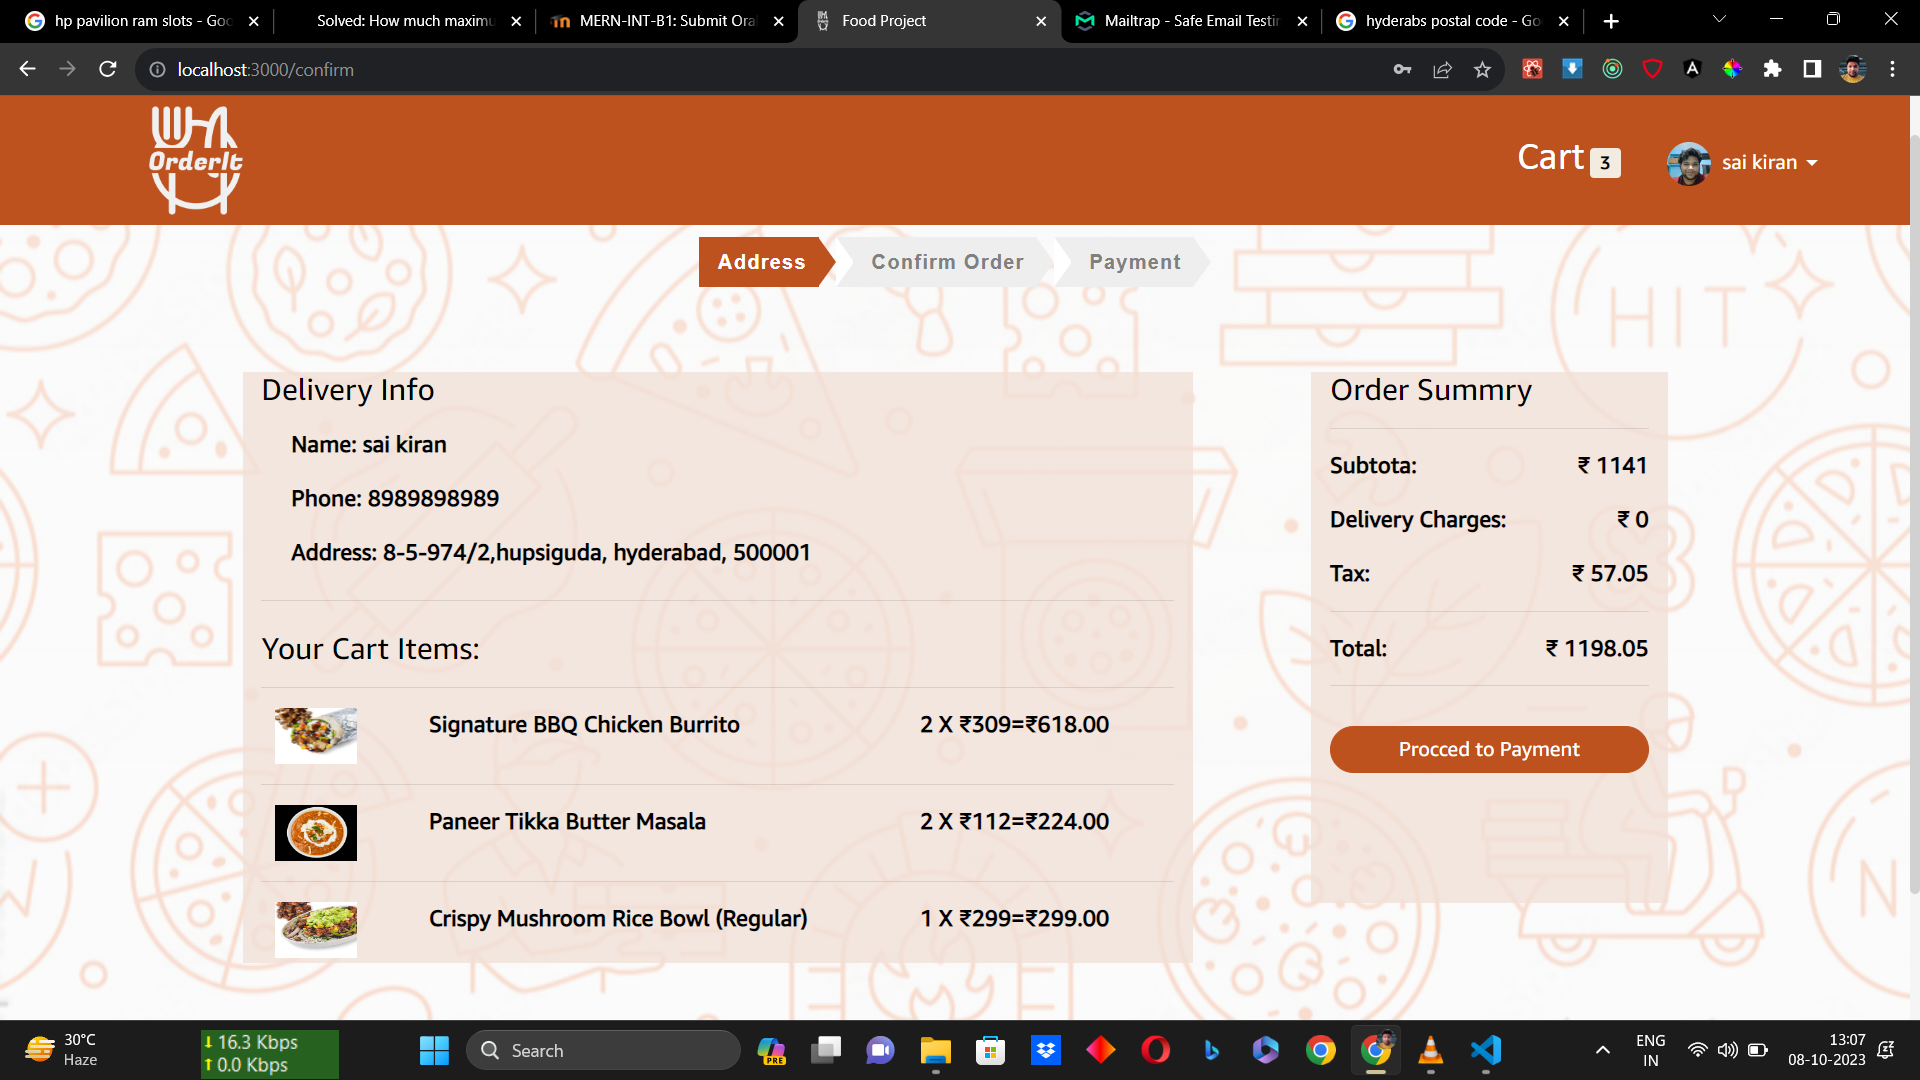 hp pavilion ram slots - Goo
Solved: How much maximu
MERN-INT-B1: Submit Oral
Food Project
Mailtrap - Safe Email Testin
hyderabs postal code - Goo
localhost:3000/confirm
OrderIt
Cart 3
sai kiran
Address
Confirm Order
Payment
Delivery Info
Name: sai kiran
Phone: 8989898989
Address: 8-5-974/2,hupsiguda, hyderabad, 500001
Your Cart Items:
Signature BBQ Chicken Burrito 2 X ₹309=₹618.00
Paneer Tikka Butter Masala 2 X ₹112=₹224.00
Crispy Mushroom Rice Bowl (Regular) 1 X ₹299=₹299.00
Order Summry
Subtota: ₹ 1141
Delivery Charges: ₹ 0
Tax: ₹ 57.05
Total: ₹ 1198.05
Procced to Payment
HIT
30°C
Haze
16.3 Kbps
0.0 Kbps
Search
PRE
ENG
IN
13:07
08-10-2023